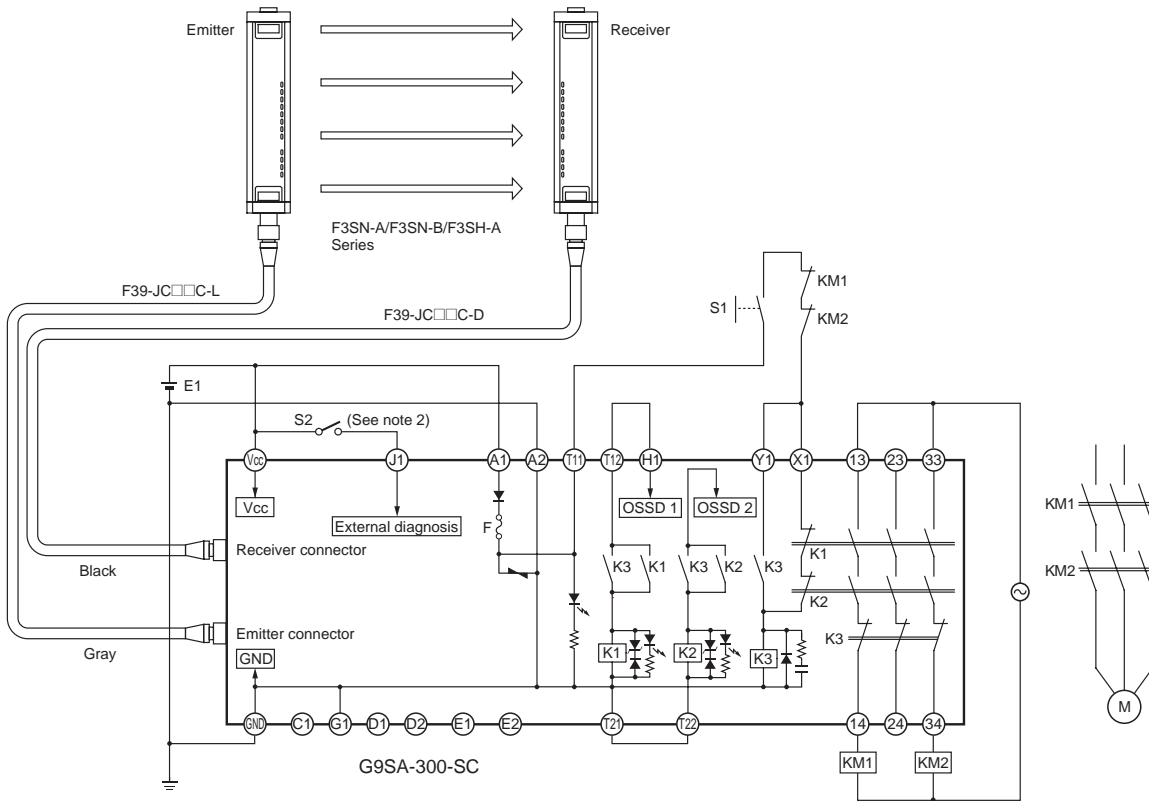 Emitter
Receiver
F3SN-A/F3SN-B/F3SH-A
Series
F39-JC□□C-L
F39-JC□□C-D
S1
KM1
KM2
E1
S2 (See note 2)
Vcc
J1
A1
A2
T11
T12
H1
Y1
X1
13
23
33
Vcc
External diagnosis
F
OSSD 1
OSSD 2
KM1
Receiver connector
K3
K1
K3
K2
K3
K1
Black
K2
KM2
Emitter connector
K3
Gray
GND
K1
K2
K3
M
GND
C1
G1
D1
D2
E1
E2
T21
T22
14
24
34
G9SA-300-SC
KM1
KM2